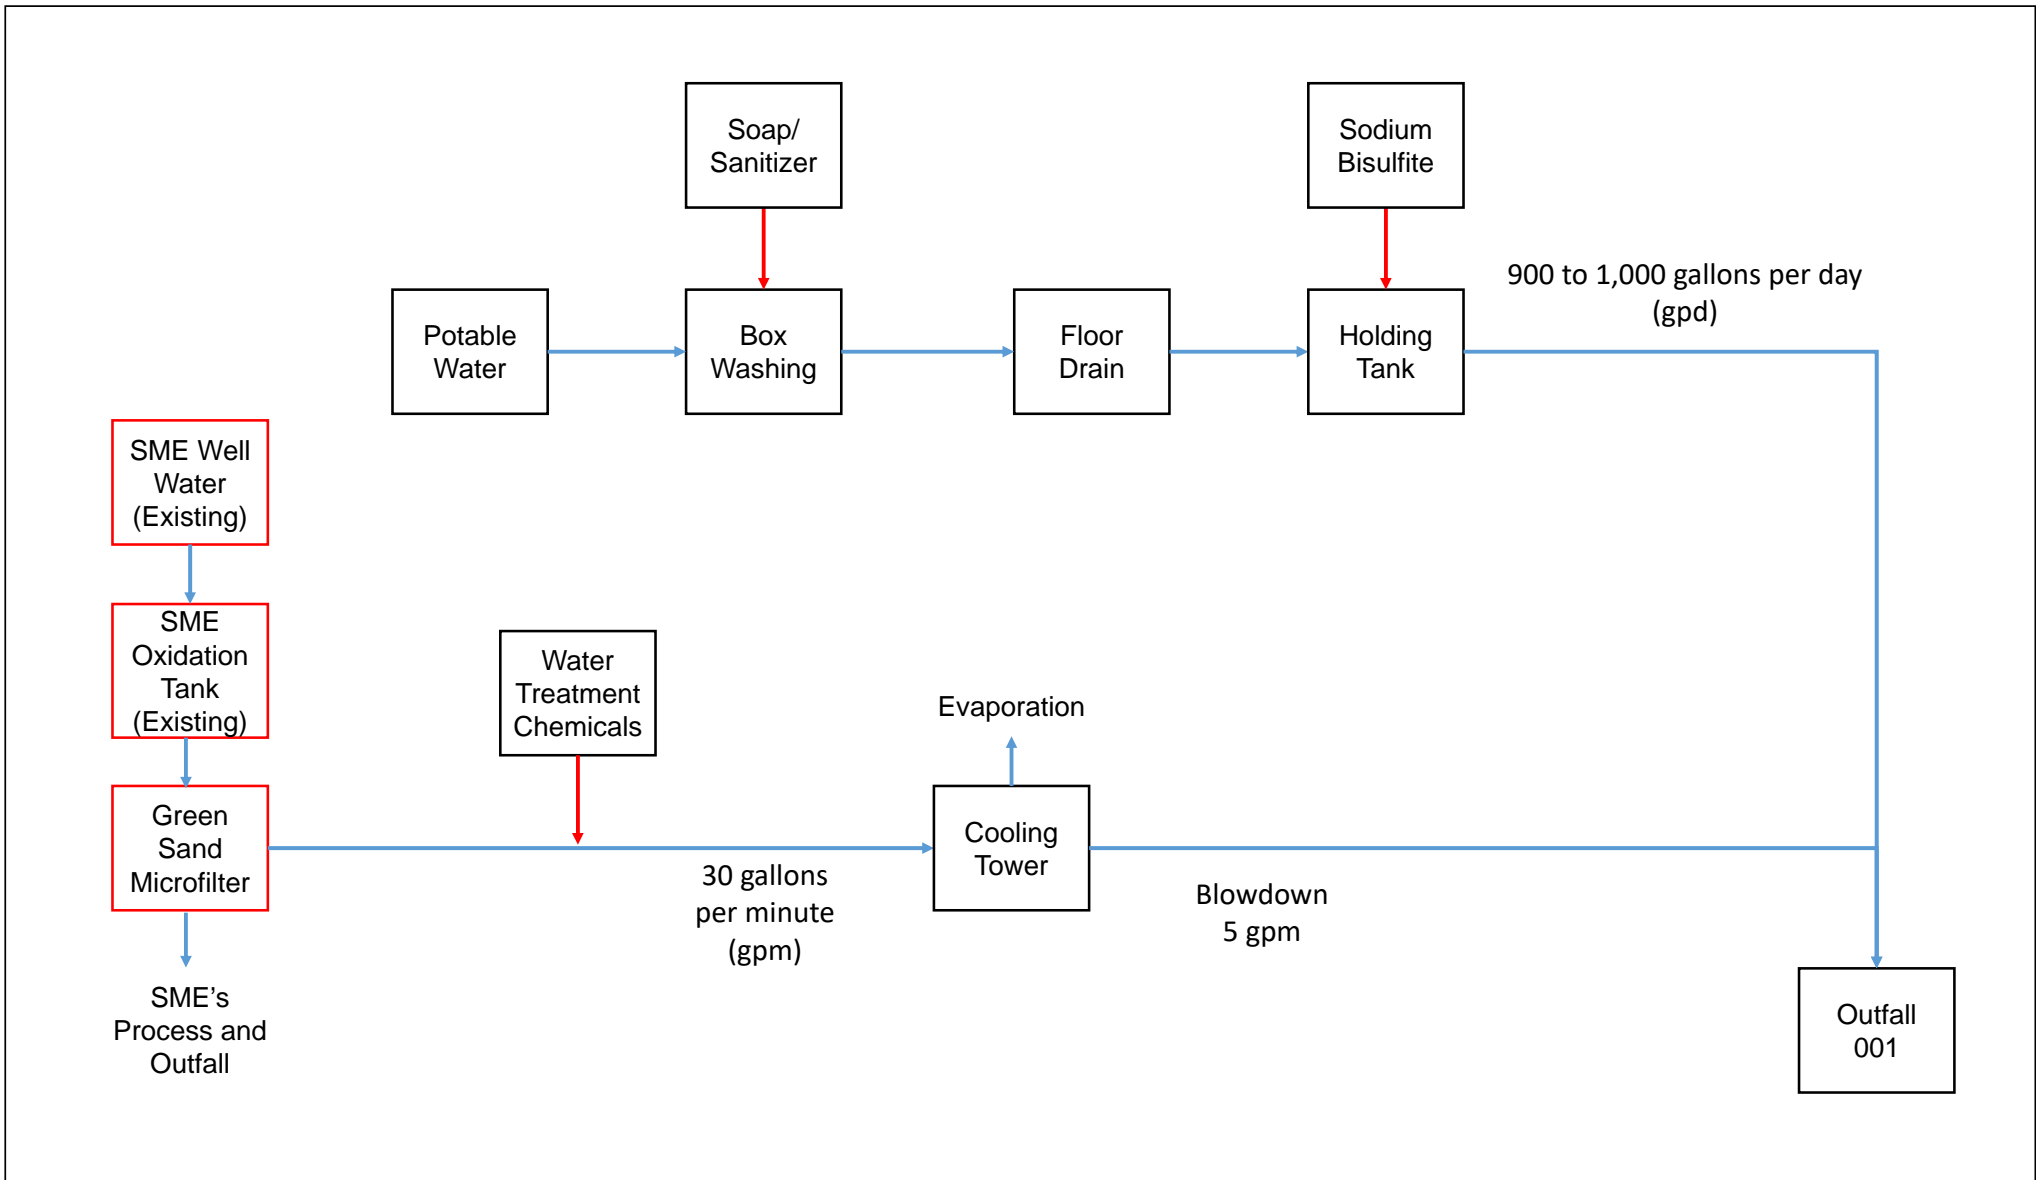 Soap/
Sanitizer
Sodium
Bisulfite
900 to 1,000 gallons per day
(gpd)
Potable
Water
Box
Washing
Floor
Drain
Holding
Tank
SME Well
Water
(Existing)
SME
Oxidation
Tank
(Existing)
Water
Treatment
Chemicals
Evaporation
Green
Sand
Microfilter
30 gallons
per minute
(gpm)
Cooling
Tower
Blowdown
5 gpm
SME’s
Process and
Outfall
Outfall
001